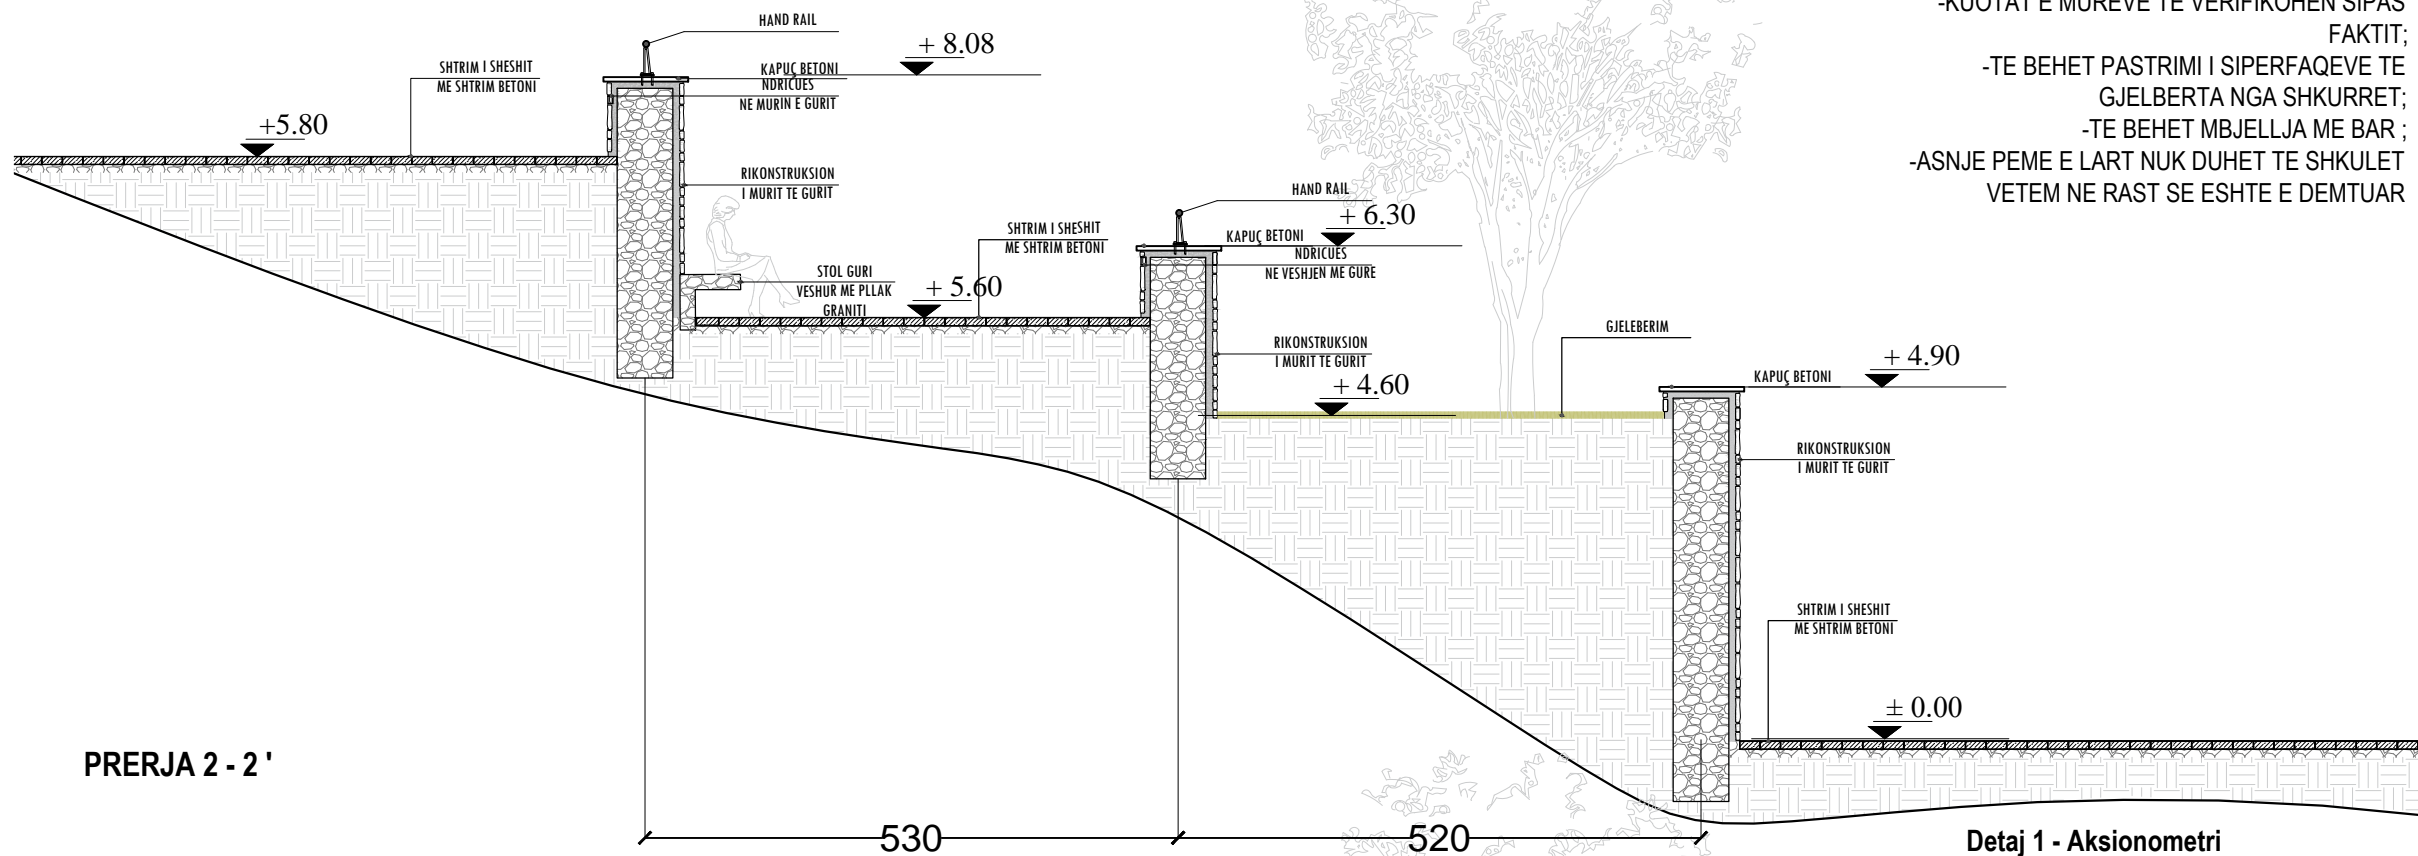 HAND RAIL
+ 8.08
SHTRIM I SHESHIT
ME SHTRIM BETONI
KAPUÇ BETONI
NDRICUES
NE MURIN E GURIT
+5.80
RIKONSTRUKSION
I MURIT TE GURIT
STOL GURI
VESHUR ME PLLAK
GRANITI
+ 5.60
SHTRIM I SHESHIT
ME SHTRIM BETONI
HAND RAIL
+ 6.30
KAPUÇ BETONI
NDRICUES
NE VESHJEN ME GURE
RIKONSTRUKSION
I MURIT TE GURIT
+ 4.60
GJELEBERIM
+ 4.90
KAPUÇ BETONI
RIKONSTRUKSION
I MURIT TE GURIT
SHTRIM I SHESHIT
ME SHTRIM BETONI
± 0.00
-KUOTAT E MUREVE TE VERIFIKOHEN SIPAS
FAKTIT;
-TE BEHET PASTRIMI I SIPERFAQEVE TE
GJELBERTA NGA SHKURRET;
-TE BEHET MBJELLJA ME BAR ;
-ASNJE PEME E LART NUK DUHET TE SHKULET
VETEM NE RAST SE ESHTE E DEMTUAR
PRERJA 2 - 2 '
530
520
Detaj 1 - Aksionometri